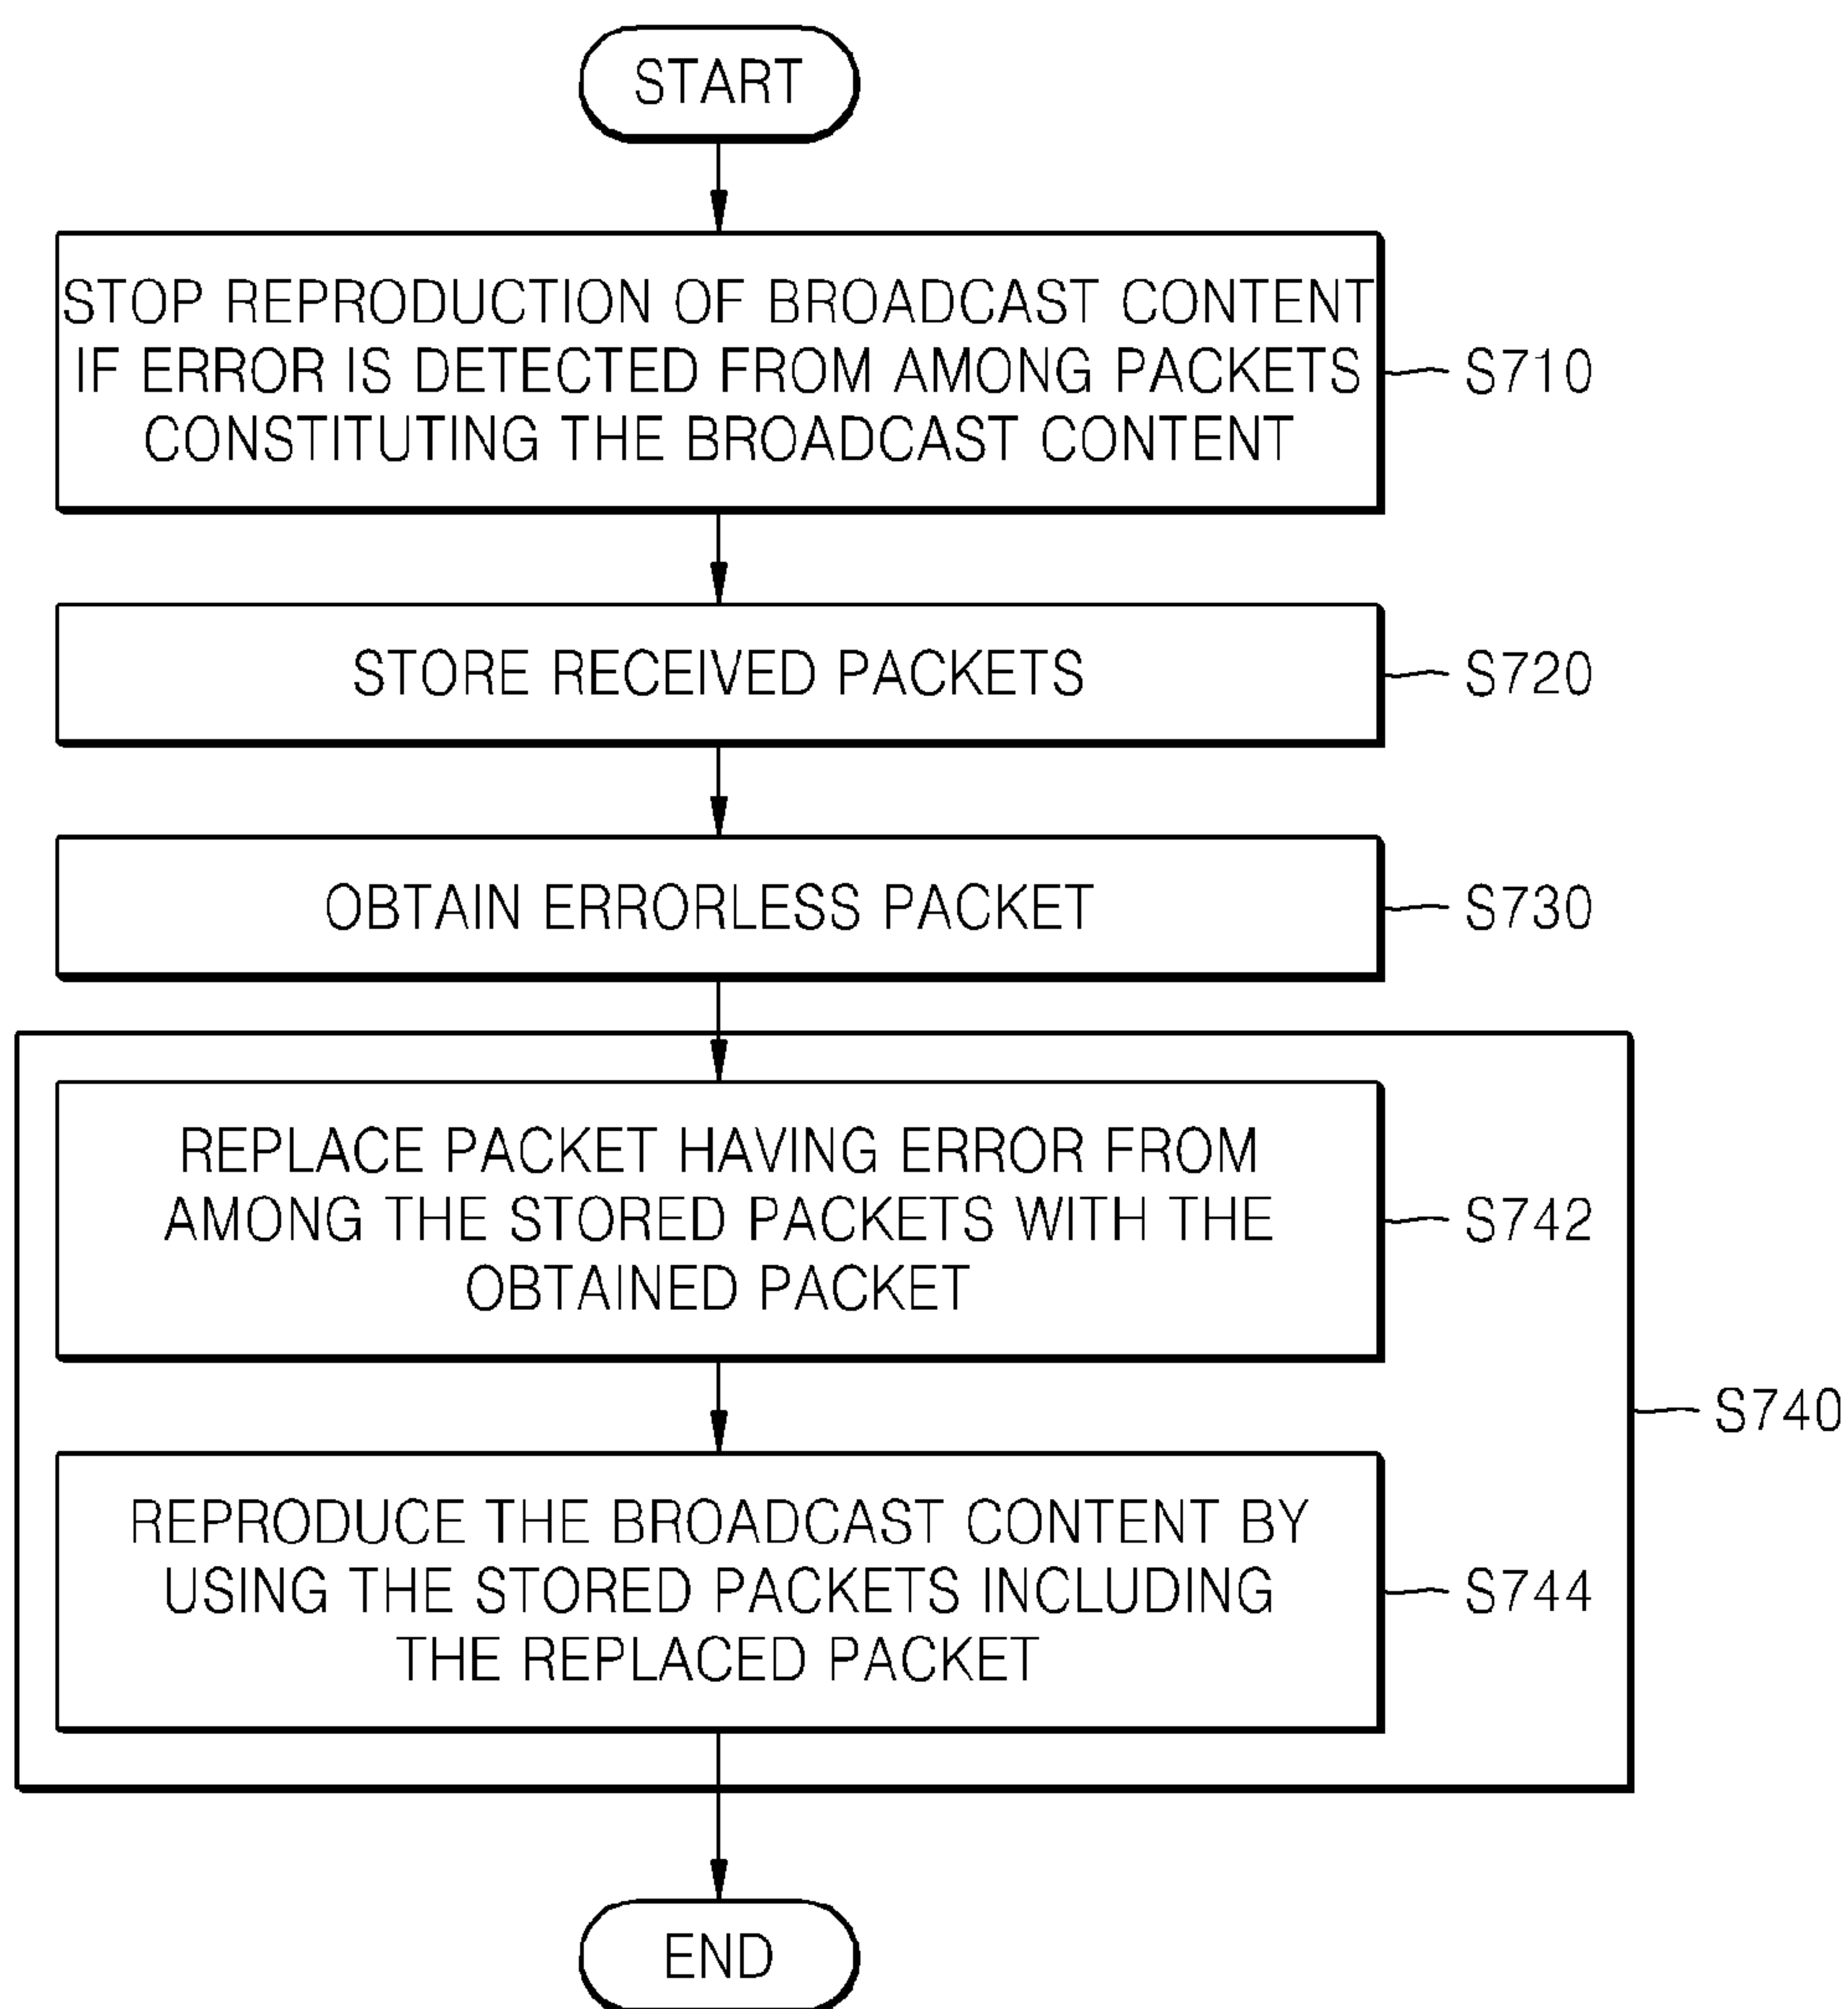 START
STOP REPRODUCTION OF BROADCAST CONTENT
IF ERROR IS DETECTED FROM AMONG PACKETS
CONSTITUTING THE BROADCAST CONTENT
S710
STORE RECEIVED PACKETS
S720
OBTAIN ERRORLESS PACKET
S730
REPLACE PACKET HAVING ERROR FROM
AMONG THE STORED PACKETS WITH THE
OBTAINED PACKET
S742
S740
REPRODUCE THE BROADCAST CONTENT BY
USING THE STORED PACKETS INCLUDING
THE REPLACED PACKET
S744
END